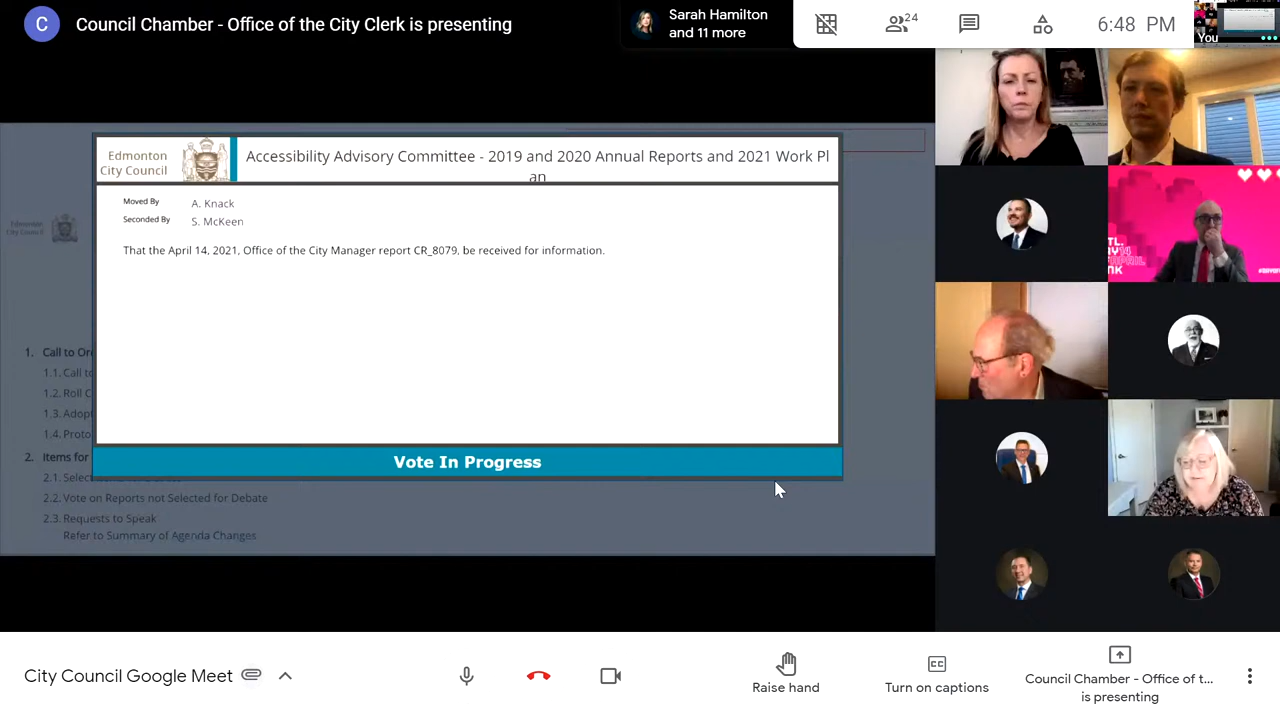 C
Council Chamber - Office of the City Clerk is presenting
Sarah Hamilton
and 11 more
24
6:48 PM
You
Edmonton
City Council
Accessibility Advisory Committee - 2019 and 2020 Annual Reports and 2021 Work Pl
an
Moved By A. Knack
Seconded By S. McKeen
That the April 14, 2021, Office of the City Manager report CR_8079, be received for information.
Vote In Progress
Edmonton
City Council
1. Call to Or
1.1. Call to
1.2. Roll C
1.3. Adopt
1.4. Proto
2. Items for
2.2. Vote on Reports not Selected for Debate
2.3. Requests to Speak
Refer to Summary of Agenda Changes
City Council Google Meet
Raise hand
CC
Turn on captions
Council Chamber - Office of t...
is presenting